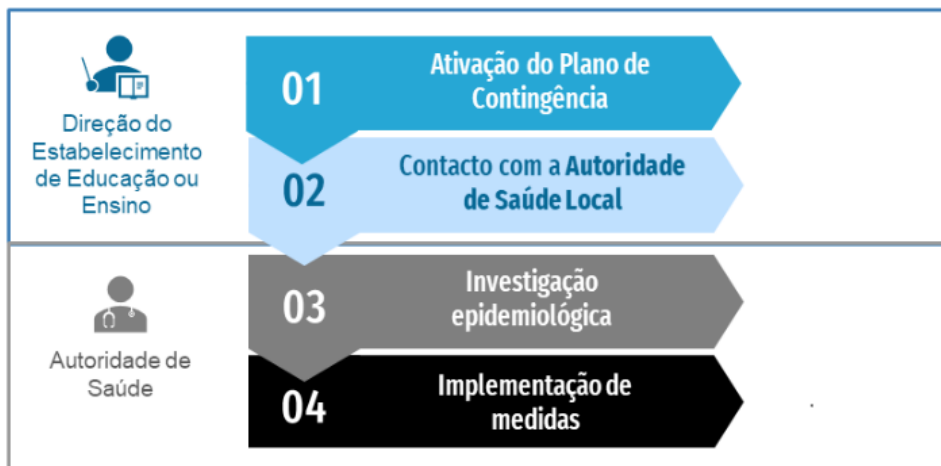 Direção do
Estabelecimento
de Educação ou
Ensino
01
Ativação do Plano de
Contingência
02
Contacto com a Autoridade
de Saúde Local
Autoridade de
Saúde
03
Investigação
epidemiológica
04
Implementação de
medidas
.